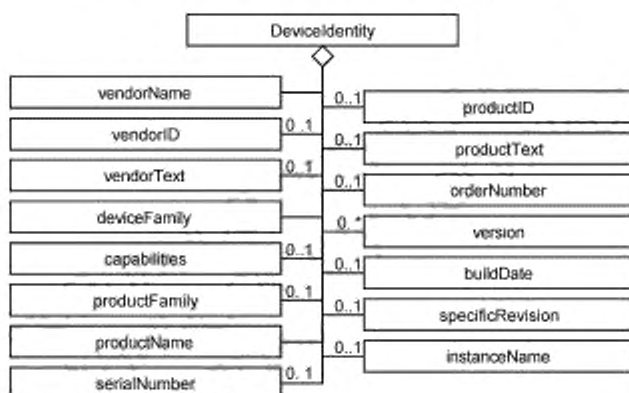 DeviceIdentity
vendorName
0..1
vendorID
0..1
vendorText
deviceFamily
0..1
capabilities
0..1
productFamily
productName
0..1
serialNumber
0..1
productID
0..1
productText
0..1
orderNumber
0..*
version
0..1
buildDate
0..1
specificRevision
0..1
instanceName